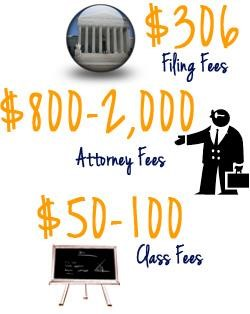 $306
Filing Fees
$800-2,000
Attorney Fees
$50-100
Class Fees